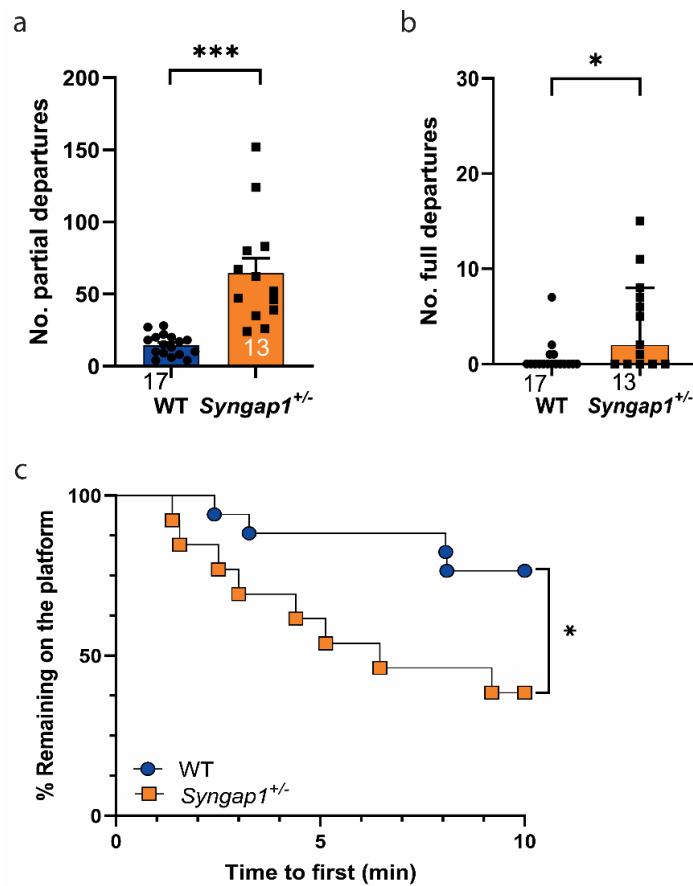 a
***
200
150
100
50
0
No. partial departures
17
13
WT
Syngap1+/-
b
*
30
20
10
0
No. full departures
17
13
WT
Syngap1+/-
c
100
50
0
% Remaining on the platform
*
WT
Syngap1+/-
0
5
10
Time to first (min)